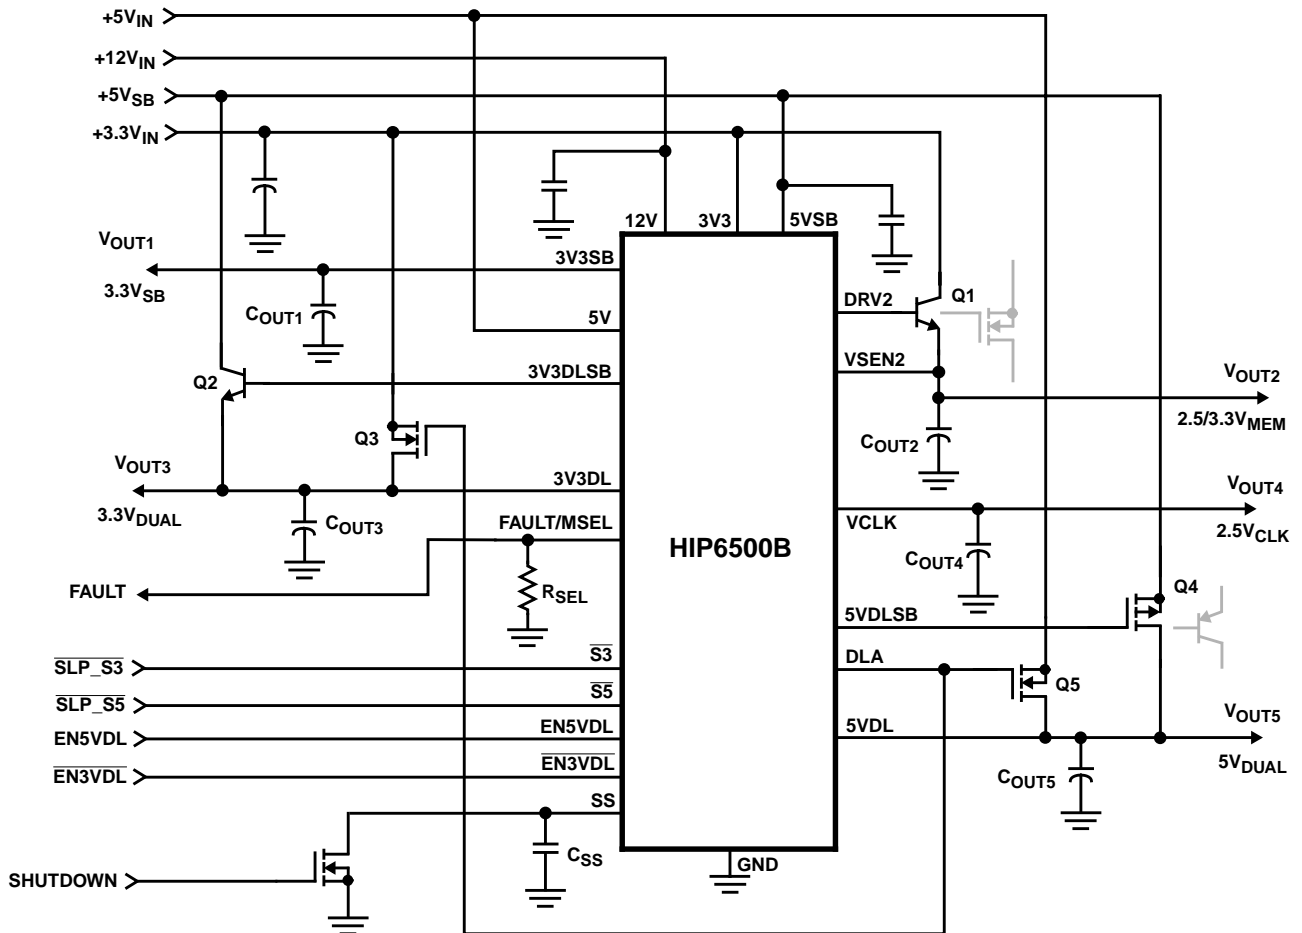 +5VIN
+12VIN
+5VSB
+3.3VIN
12V
3V3
5VSB
VOUT1
3V3SB
3.3VSB
COUT1
5V
DRV2
Q1
VSEN2
Q2
3V3DLSB
VOUT2
2.5/3.3VMEM
Q3
COUT2
VOUT3
3V3DL
3.3VDUAL
COUT3
FAULT/MSEL
VCLK
VOUT4
2.5VCLK
HIP6500B
COUT4
FAULT
RSEL
Q4
5VDLSB
SLP_S3
S3
DLA
Q5
SLP_S5
S5
EN5VDL
EN5VDL
5VDL
VOUT5
5VDUAL
EN3VDL
EN3VDL
COUT5
SS
CSS
GND
SHUTDOWN